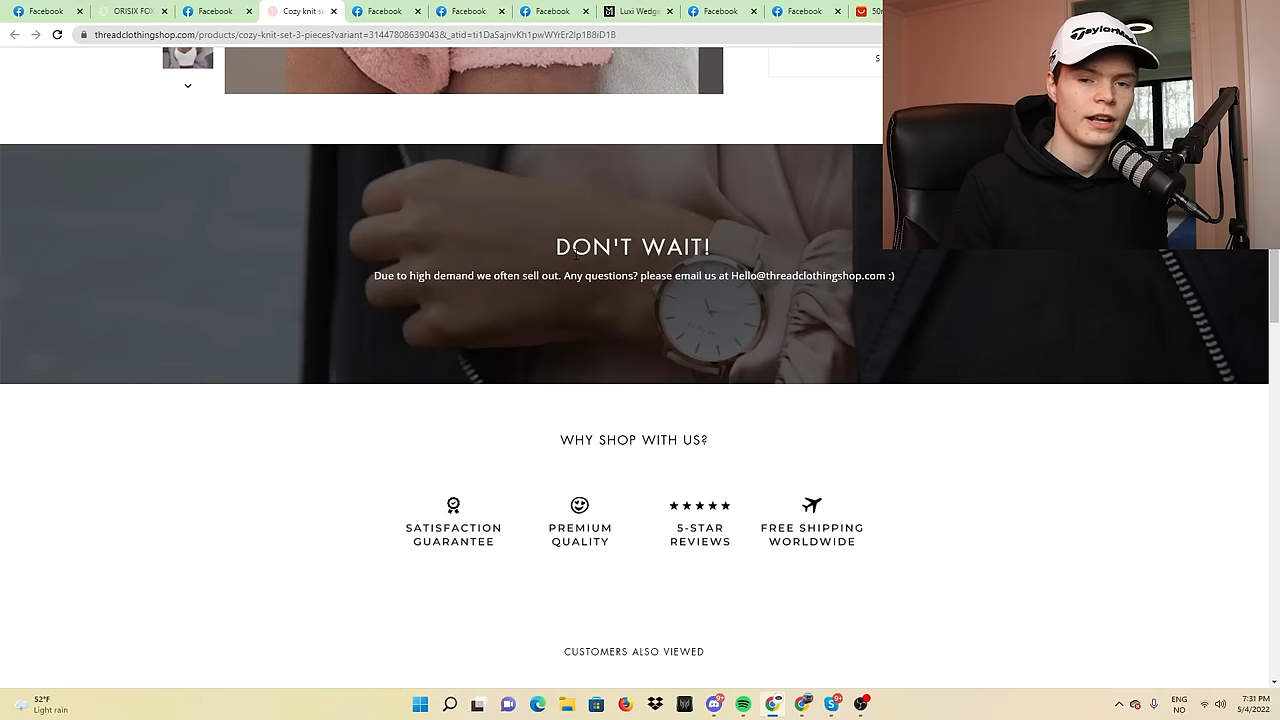 Facebook
ORISIX FOX
Facebook
Cozy knit se
Facebook
Facebook
Facebook
Luxi Wedge
Facebook
Facebook
threadclothingshop.com/products/cozy-knit-set-3-pieces?variant=31447808639043&_atid=ti1DaSajnvKh1pwWYrEr2Ip1B8iD1B
TaylorMade
DON'T WAIT!
Due to high demand we often sell out. Any questions? please email us at Hello@threadclothingshop.com :)
WHY SHOP WITH US?
SATISFACTION PREMIUM 5-STAR FREE SHIPPING
GUARANTEE QUALITY REVIEWS WORLDWIDE
CUSTOMERS ALSO VIEWED
52°F
Light rain
ENG
NO
7:31 PM
5/4/2022